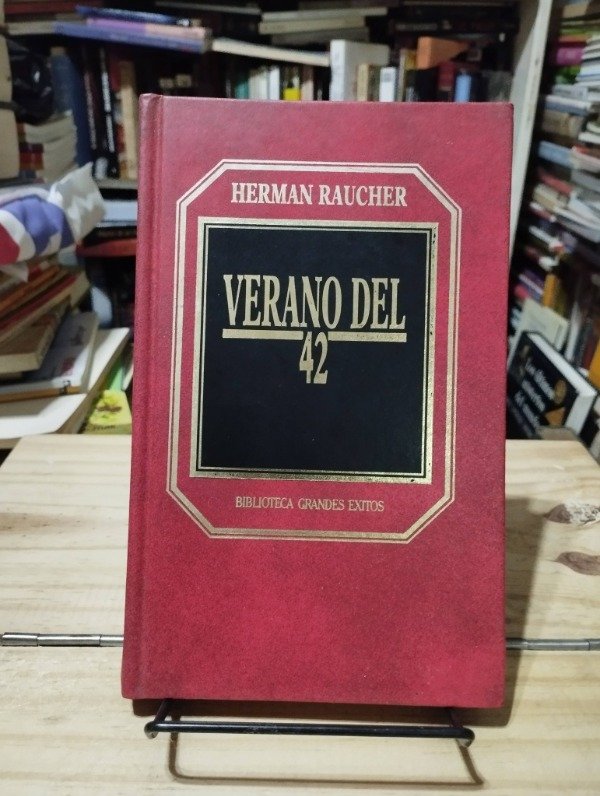 HERMAN RAUCHER
VERANO DEL
42
BIBLIOTECA GRANDES EXITOS